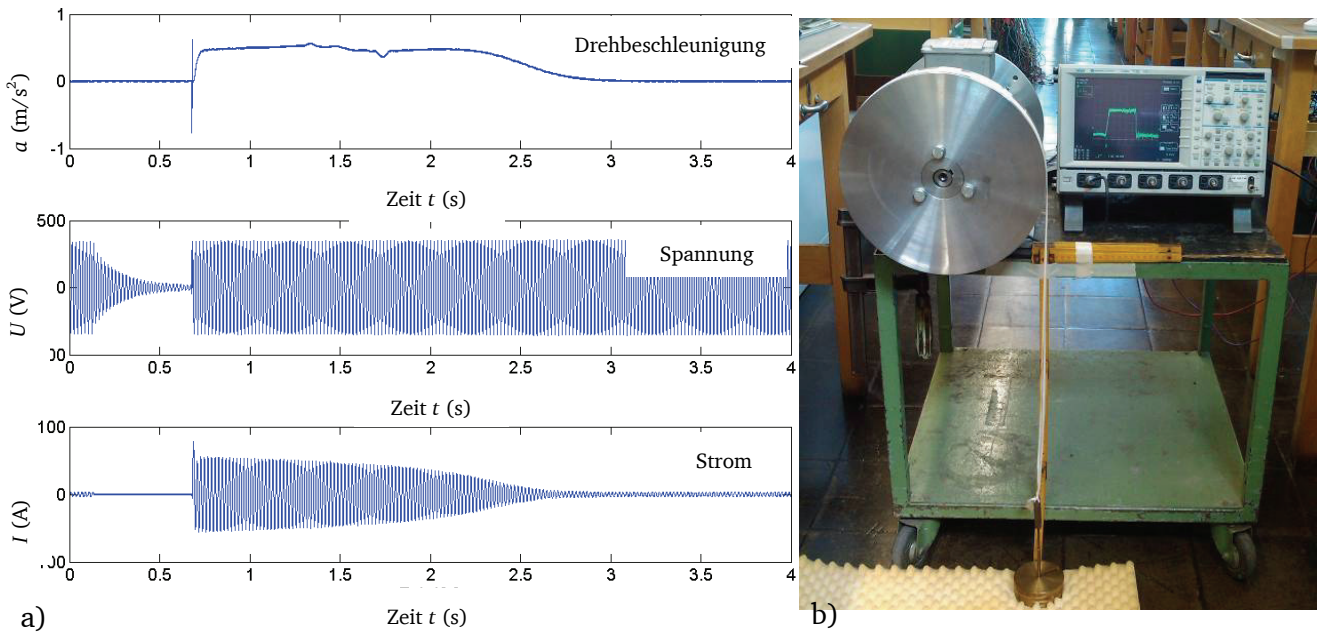 1
0
-1
a (m/s²)
Drehbeschleunigung
0 0.5 1 1.5 2 2.5 3 3.5 4
Zeit t (s)
500
0
00
U (V)
Spannung
0 0.5 1 1.5 2 2.5 3 3.5 4
Zeit t (s)
100
0
00
I (A)
Strom
0 0.5 1 1.5 2 2.5 3 3.5 4
Zeit t (s)
a)
b)